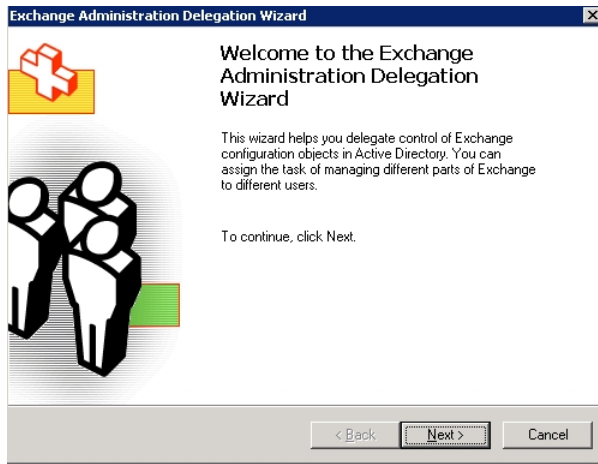 Exchange Administration Delegation Wizard
Welcome to the Exchange
Administration Delegation
Wizard
This wizard helps you delegate control of Exchange
configuration objects in Active Directory. You can
assign the task of managing different parts of Exchange
to different users.
To continue, click Next.
< Back
Next >
Cancel